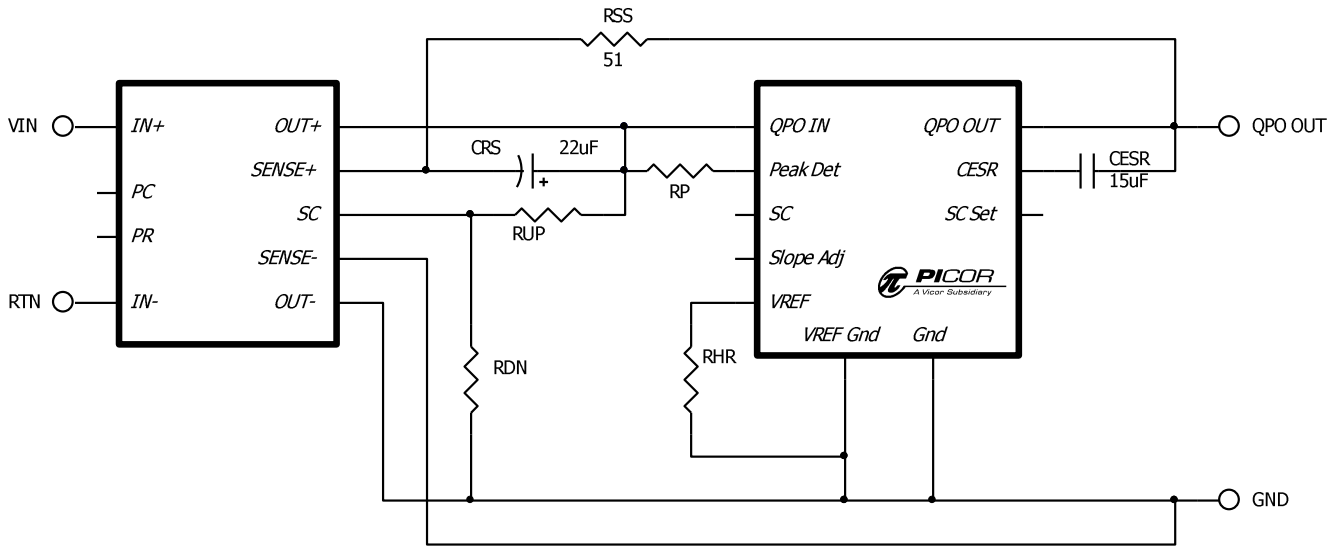 RSS
51
VIN
IN+
OUT+
QPO IN
QPO OUT
QPO OUT
CRS
22uF
SENSE+
+
RP
Peak Det
CESR
CESR
15uF
PC
SC
RUP
SC
SC Set
PR
SENSE-
Slope Adj
π PICOR
A Vicor Subsidiary
RTN
IN-
OUT-
VREF
VREF Gnd
Gnd
RDN
RHR
GND